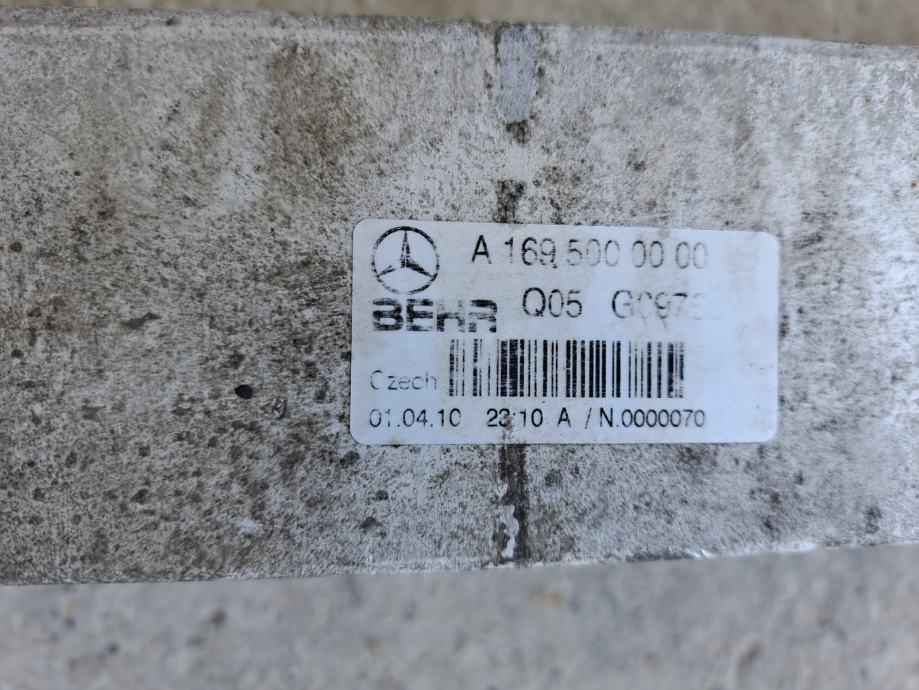 A 169 500 00 00
BEHR Q05
Czech
01.04.10 23:10 A / N.0000070